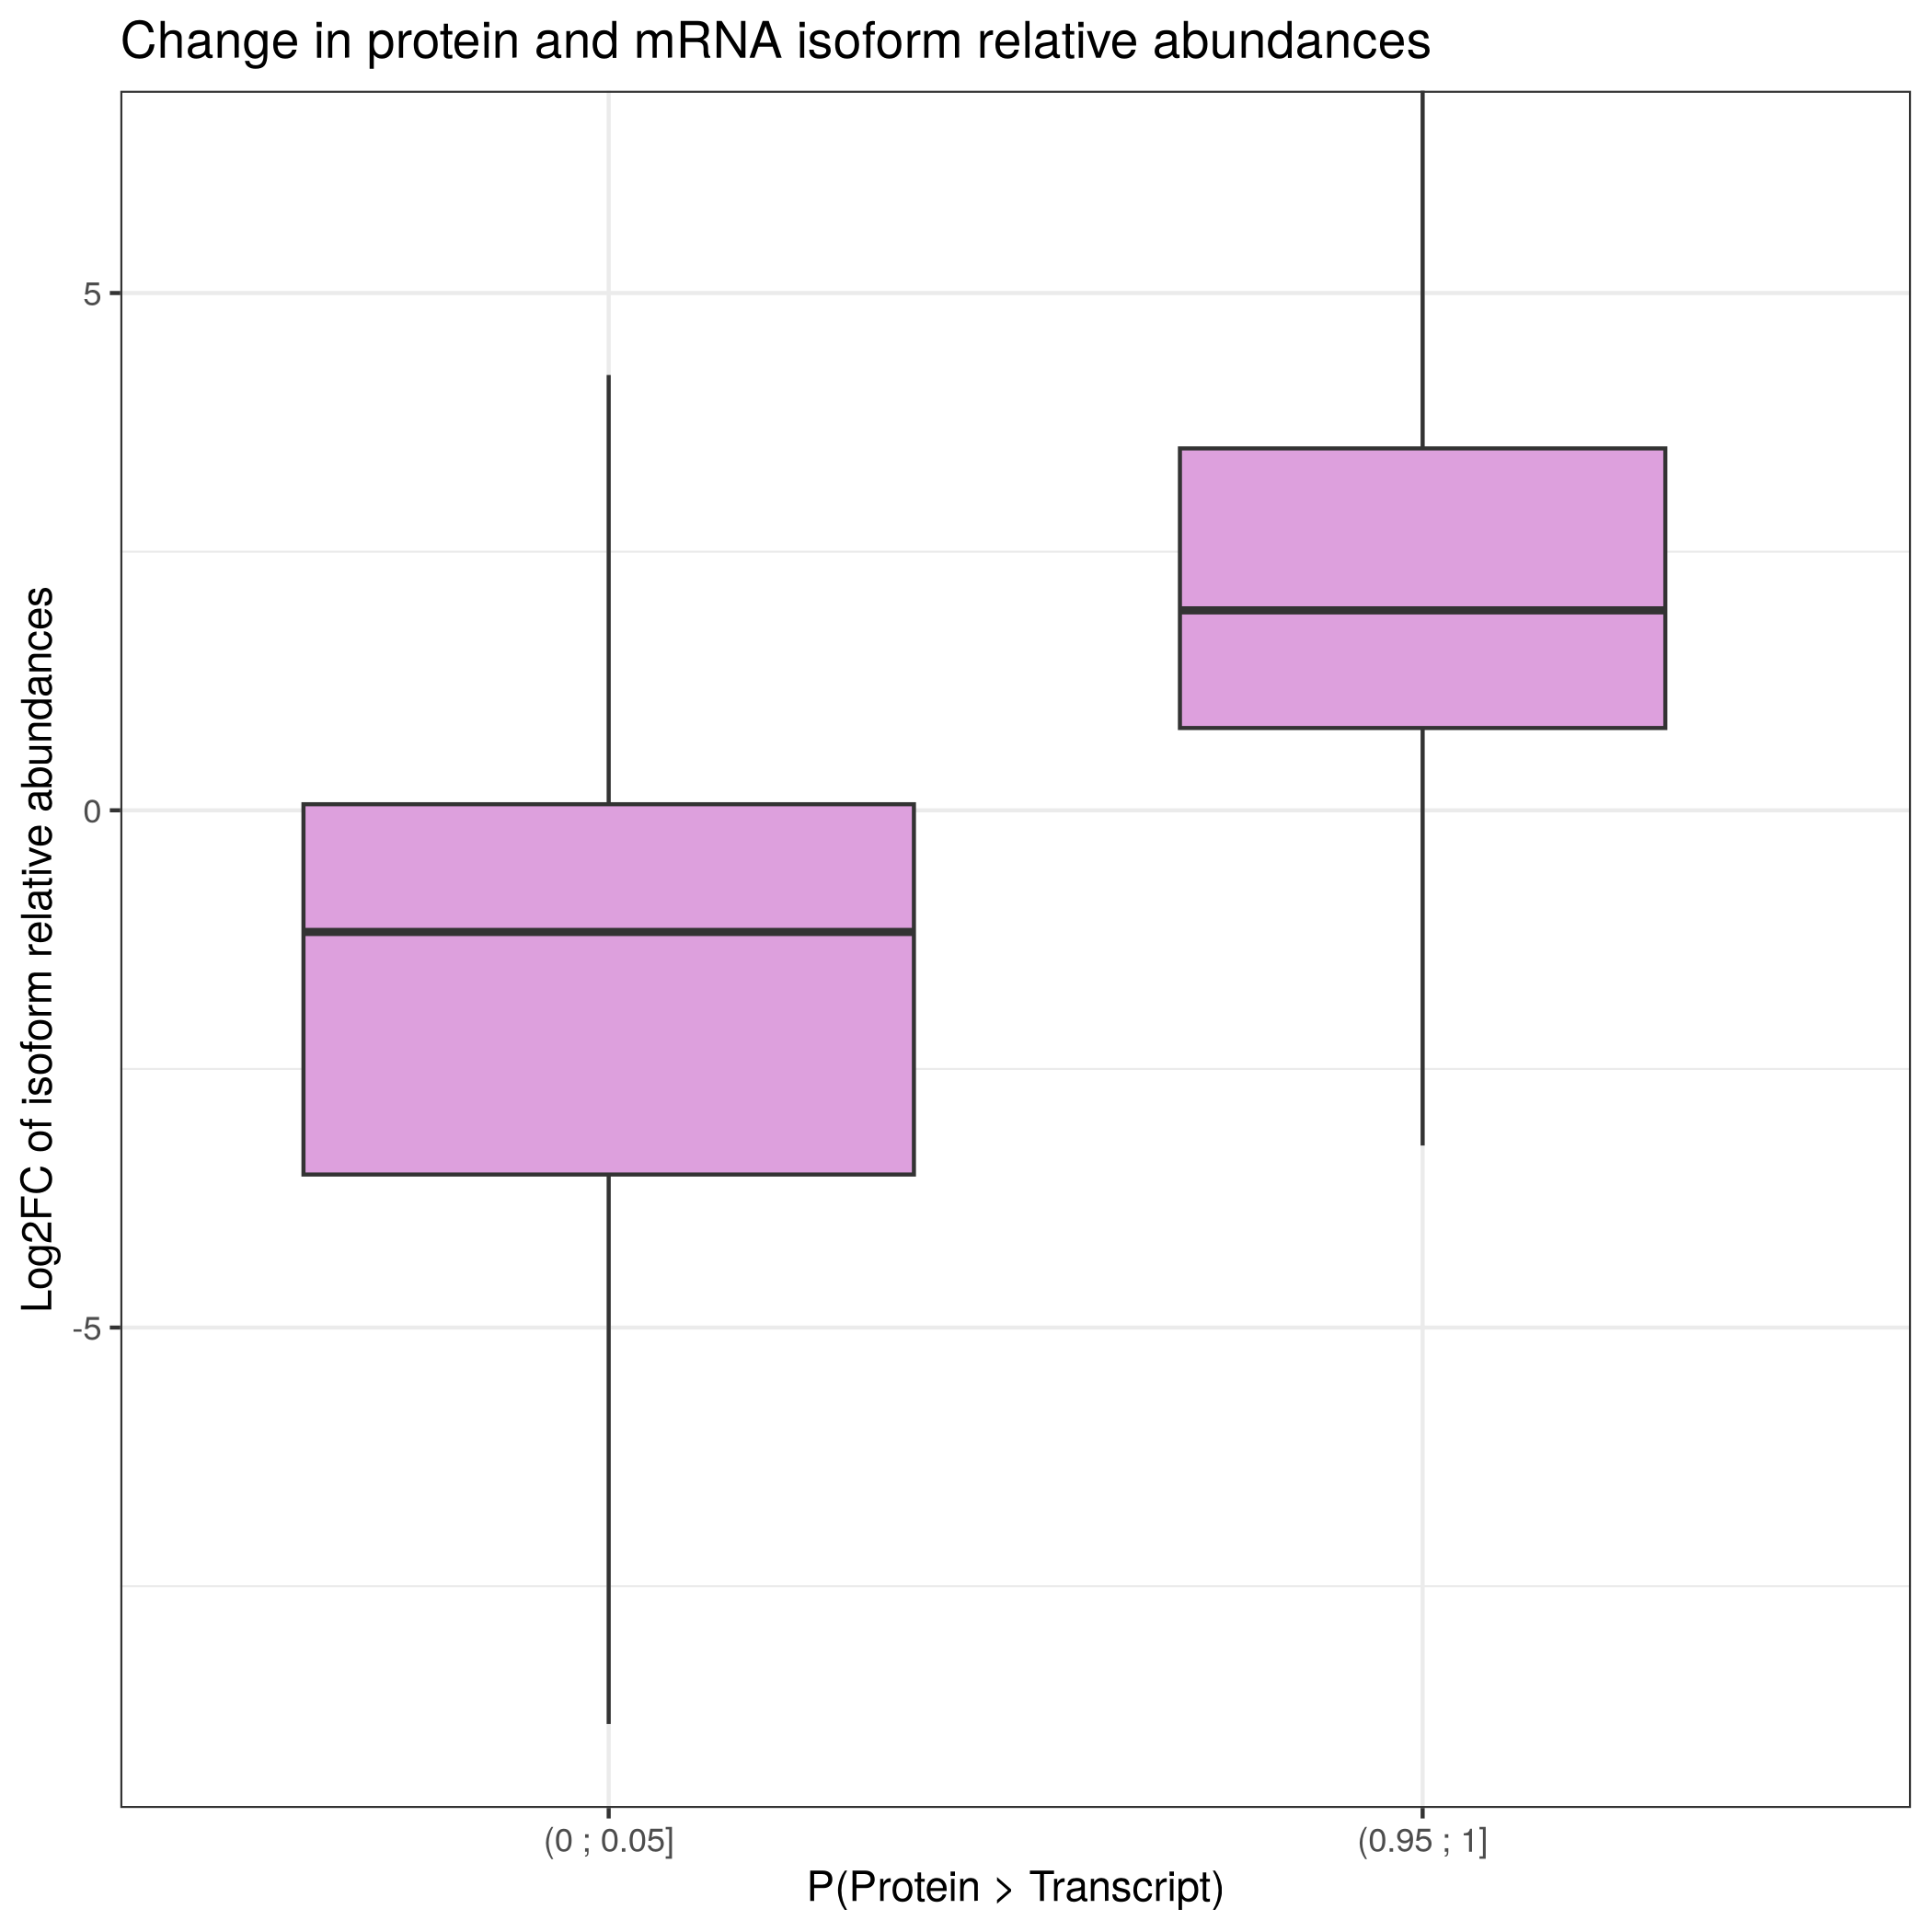 Change in protein and mRNA isoform relative abundances
Log2FC of isoform relative abundances
5
0
-5
(0 ; 0.05]
(0.95 ; 1]
P(Protein > Transcript)